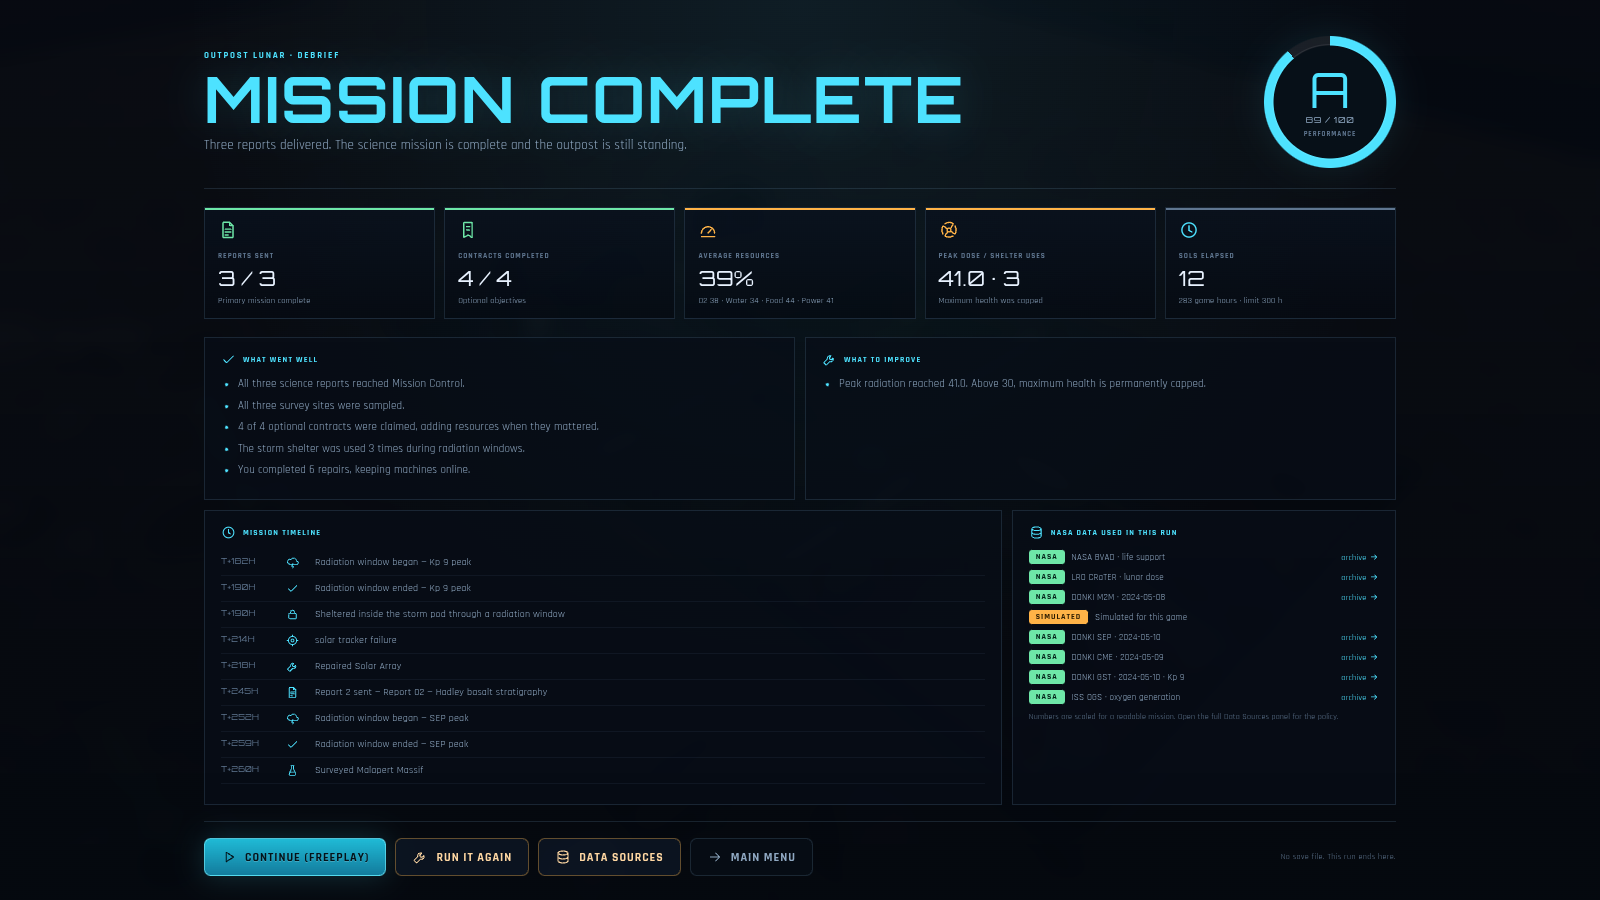 OUTPOST LUNAR · DEBRIEF
MISSION COMPLETE
Three reports delivered. The science mission is complete and the outpost is still standing.
A
89 / 100
PERFORMANCE
REPORTS SENT
3 / 3
Primary mission complete
CONTRACTS COMPLETED
4 / 4
Optional objectives
AVERAGE RESOURCES
39%
O2 38 · Water 34 · Food 44 · Power 41
PEAK DOSE / SHELTER USES
41.0 · 3
Maximum health was capped
SOLS ELAPSED
12
283 game hours · limit 300 h
WHAT WENT WELL
• All three science reports reached Mission Control.
• All three survey sites were sampled.
• 4 of 4 optional contracts were claimed, adding resources when they mattered.
• The storm shelter was used 3 times during radiation windows.
• You completed 6 repairs, keeping machines online.
WHAT TO IMPROVE
• Peak radiation reached 41.0. Above 30, maximum health is permanently capped.
MISSION TIMELINE
T+182H Radiation window began — Kp 9 peak
T+190H Radiation window ended — Kp 9 peak
T+190H Sheltered inside the storm pod through a radiation window
T+214H solar tracker failure
T+218H Repaired Solar Array
T+245H Report 2 sent — Report 02 — Hadley basalt stratigraphy
T+252H Radiation window began — SEP peak
T+259H Radiation window ended — SEP peak
T+260H Surveyed Malapert Massif
NASA DATA USED IN THIS RUN
NASA NASA BVAD · life support archive →
NASA LRO CRaTER · lunar dose archive →
NASA DONKI M2M · 2024-05-08 archive →
SIMULATED Simulated for this game
NASA DONKI SEP · 2024-05-10 archive →
NASA DONKI CME · 2024-05-09 archive →
NASA DONKI GST · 2024-05-10 · Kp 9 archive →
NASA ISS OGS · oxygen generation archive →
Numbers are scaled for a readable mission. Open the full Data Sources panel for the policy.
CONTINUE (FREEPLAY)
RUN IT AGAIN
DATA SOURCES
→ MAIN MENU
No save file. This run ends here.